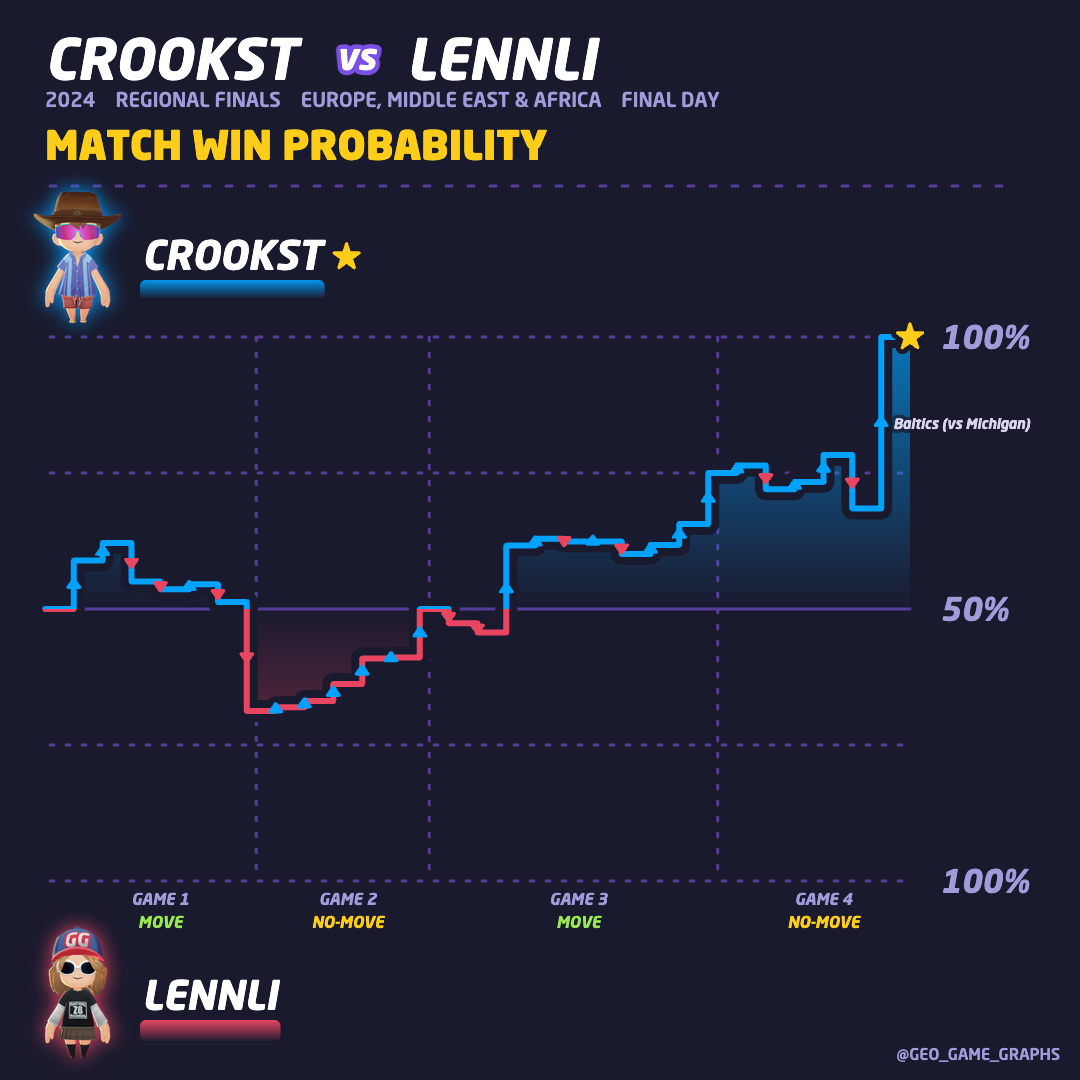 CROOKST VS LENNLI
2024 REGIONAL FINALS EUROPE, MIDDLE EAST & AFRICA FINAL DAY
MATCH WIN PROBABILITY
CROOKST
100%
Baltics (vs Michigan)
50%
100%
GAME 1 GAME 2 GAME 3 GAME 4
MOVE NO-MOVE MOVE NO-MOVE
GG
28
LENNLI
@GEO_GAME_GRAPHS